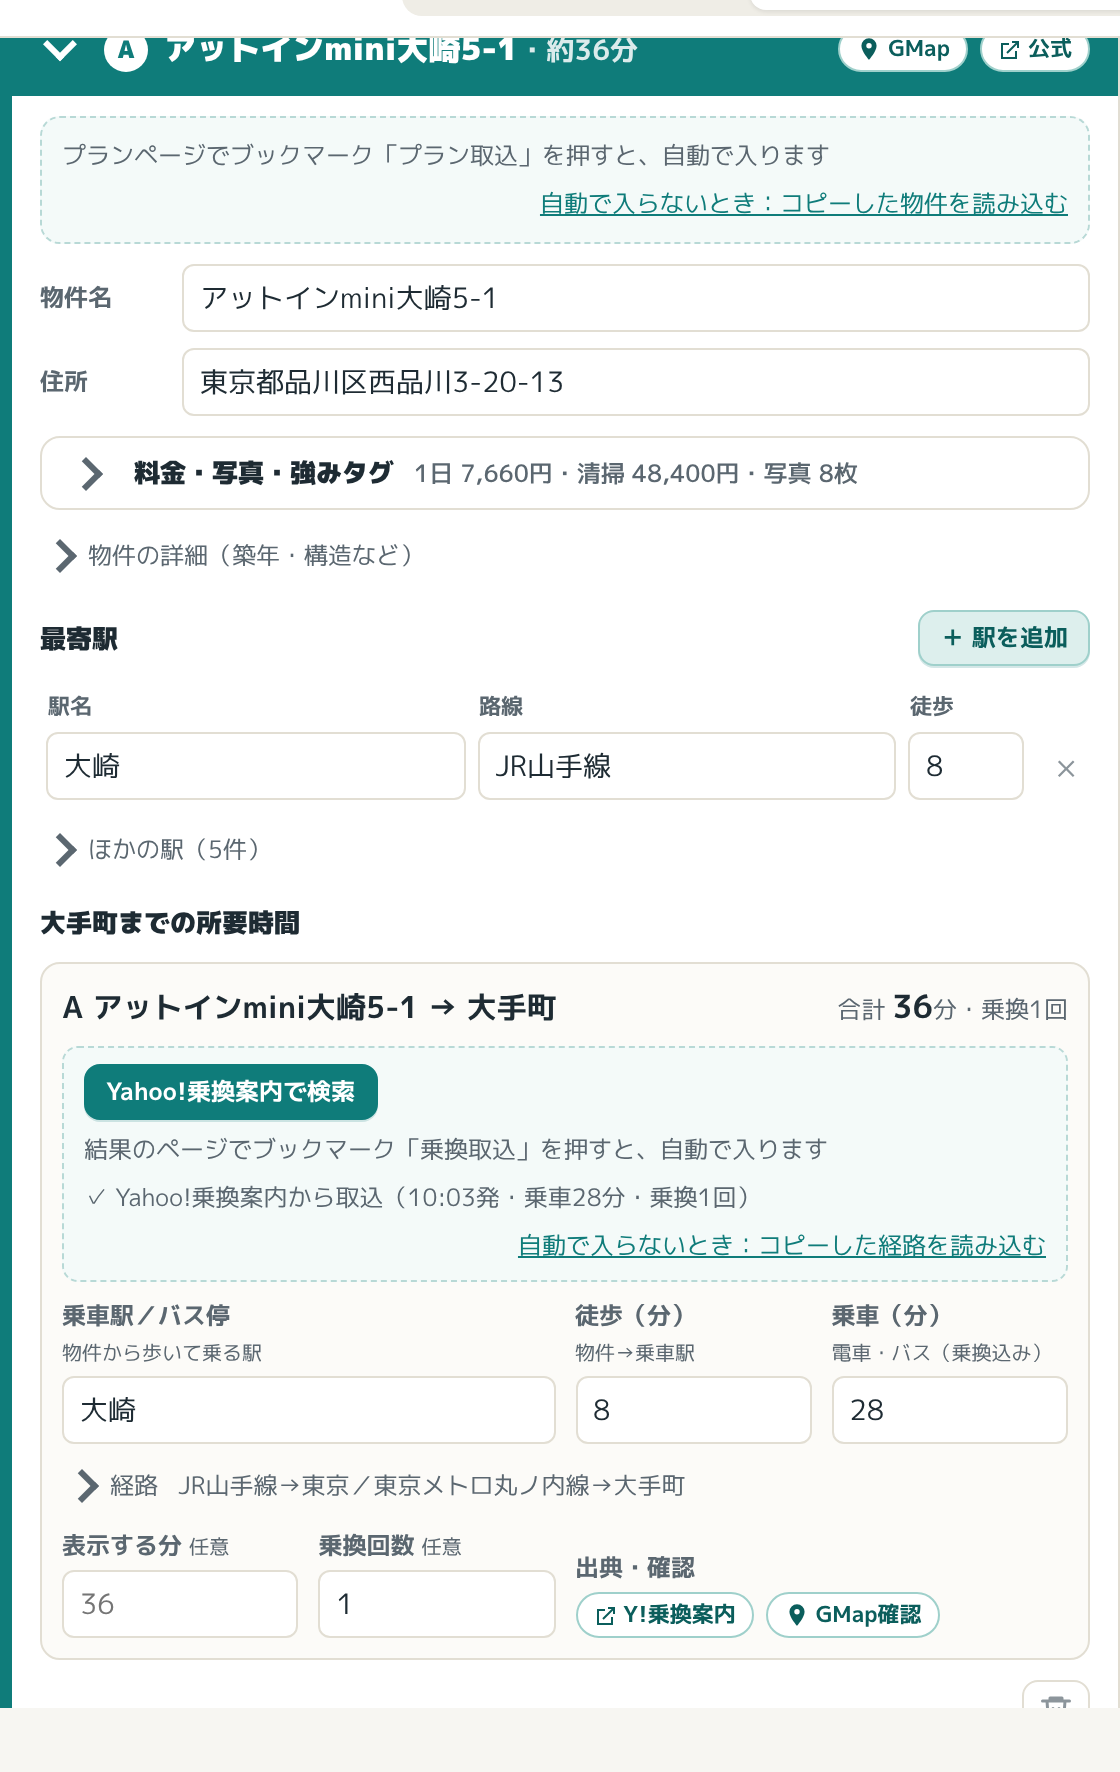 A アットインmini大崎5-1・約36分 GMap 公式
プランページでブックマーク「プラン取込」を押すと、自動で入ります
自動で入らないとき：コピーした物件を読み込む
物件名 アットインmini大崎5-1
住所 東京都品川区西品川3-20-13
料金・写真・強みタグ 1日 7,660円・清掃 48,400円・写真 8枚
物件の詳細（築年・構造など）
最寄駅 ＋ 駅を追加
駅名 路線 徒歩
大崎 JR山手線 8 ×
ほかの駅（5件）
大手町までの所要時間
A アットインmini大崎5-1 → 大手町 合計 36分・乗換1回
Yahoo!乗換案内で検索
結果のページでブックマーク「乗換取込」を押すと、自動で入ります
✓ Yahoo!乗換案内から取込（10:03発・乗車28分・乗換1回）
自動で入らないとき：コピーした経路を読み込む
乗車駅／バス停 徒歩（分） 乗車（分）
物件から歩いて乗る駅 物件→乗車駅 電車・バス（乗換込み）
大崎 8 28
経路 JR山手線→東京／東京メトロ丸ノ内線→大手町
表示する分 任意 乗換回数 任意 出典・確認
36 1 Y!乗換案内 GMap確認